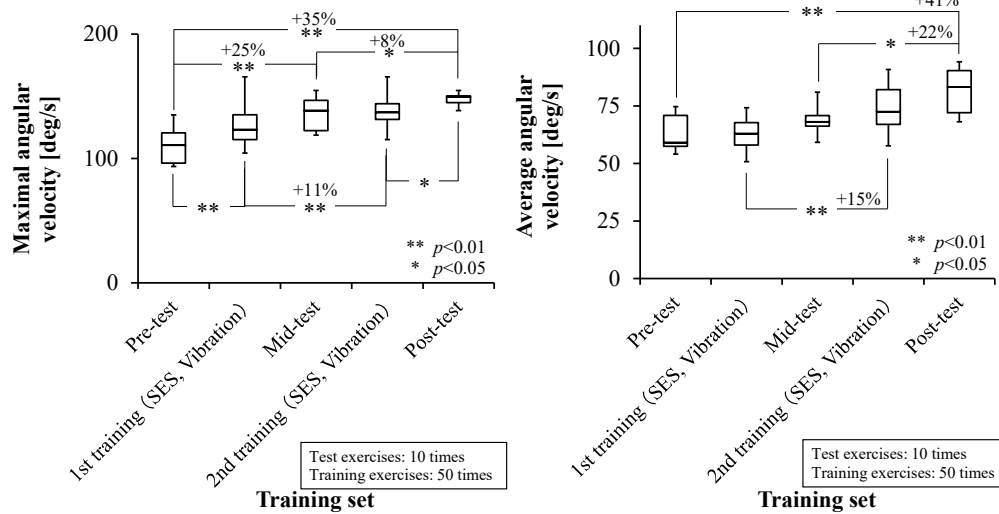 +35%
**
+25%
**
+8%
*
200
100
0
Maximal angular
velocity [deg/s]
**
+11%
**
*
** p<0.01
* p<0.05
Pre-test
1st training (SES, Vibration)
Mid-test
2nd training (SES, Vibration)
Post-test
Test exercises: 10 times
Training exercises: 50 times
Training set
+41%
**
+22%
*
100
75
50
25
0
Average angular
velocity [deg/s]
+15%
**
** p<0.01
* p<0.05
Pre-test
1st training (SES, Vibration)
Mid-test
2nd training (SES, Vibration)
Post-test
Test exercises: 10 times
Training exercises: 50 times
Training set